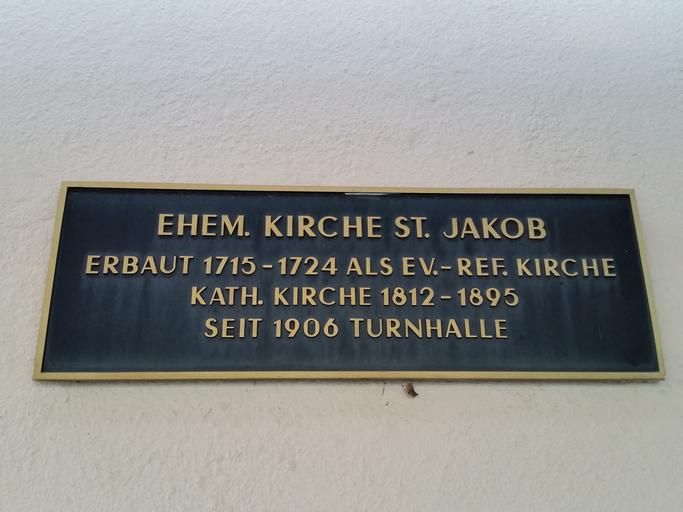 EHEM. KIRCHE ST. JAKOB
ERBAUT 1715-1724 ALS EV.-REF. KIRCHE
KATH. KIRCHE 1812-1895
SEIT 1906 TURNHALLE